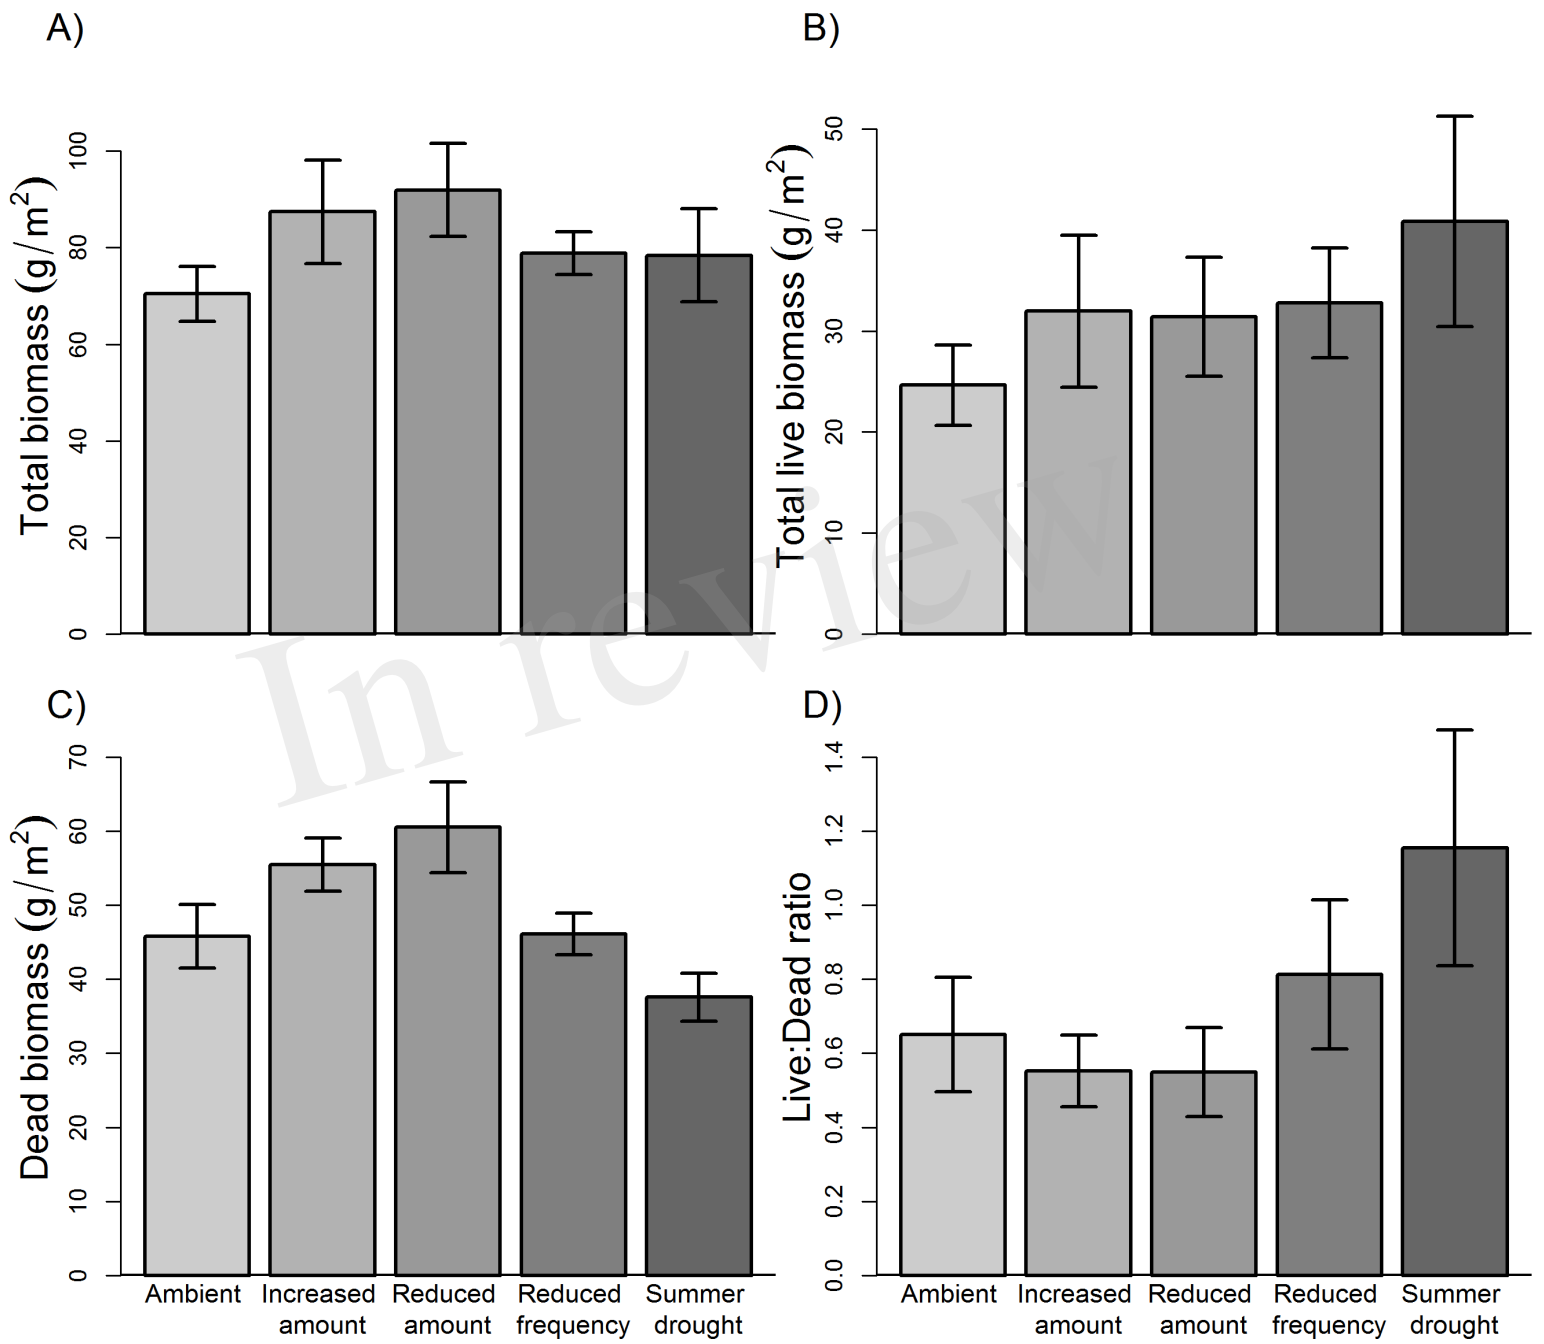 A)
Total biomass (g/m²)
100
80
60
40
20
0
B)
Total live biomass (g/m²)
50
40
30
20
10
0
C)
Dead biomass (g/m²)
70
60
50
40
30
20
10
0
Ambient Increased Reduced Reduced Summer
amount amount frequency drought
D)
Live:Dead ratio
1.4
1.2
1.0
0.8
0.6
0.4
0.2
0.0
Ambient Increased Reduced Reduced Summer
amount amount frequency drought
In review